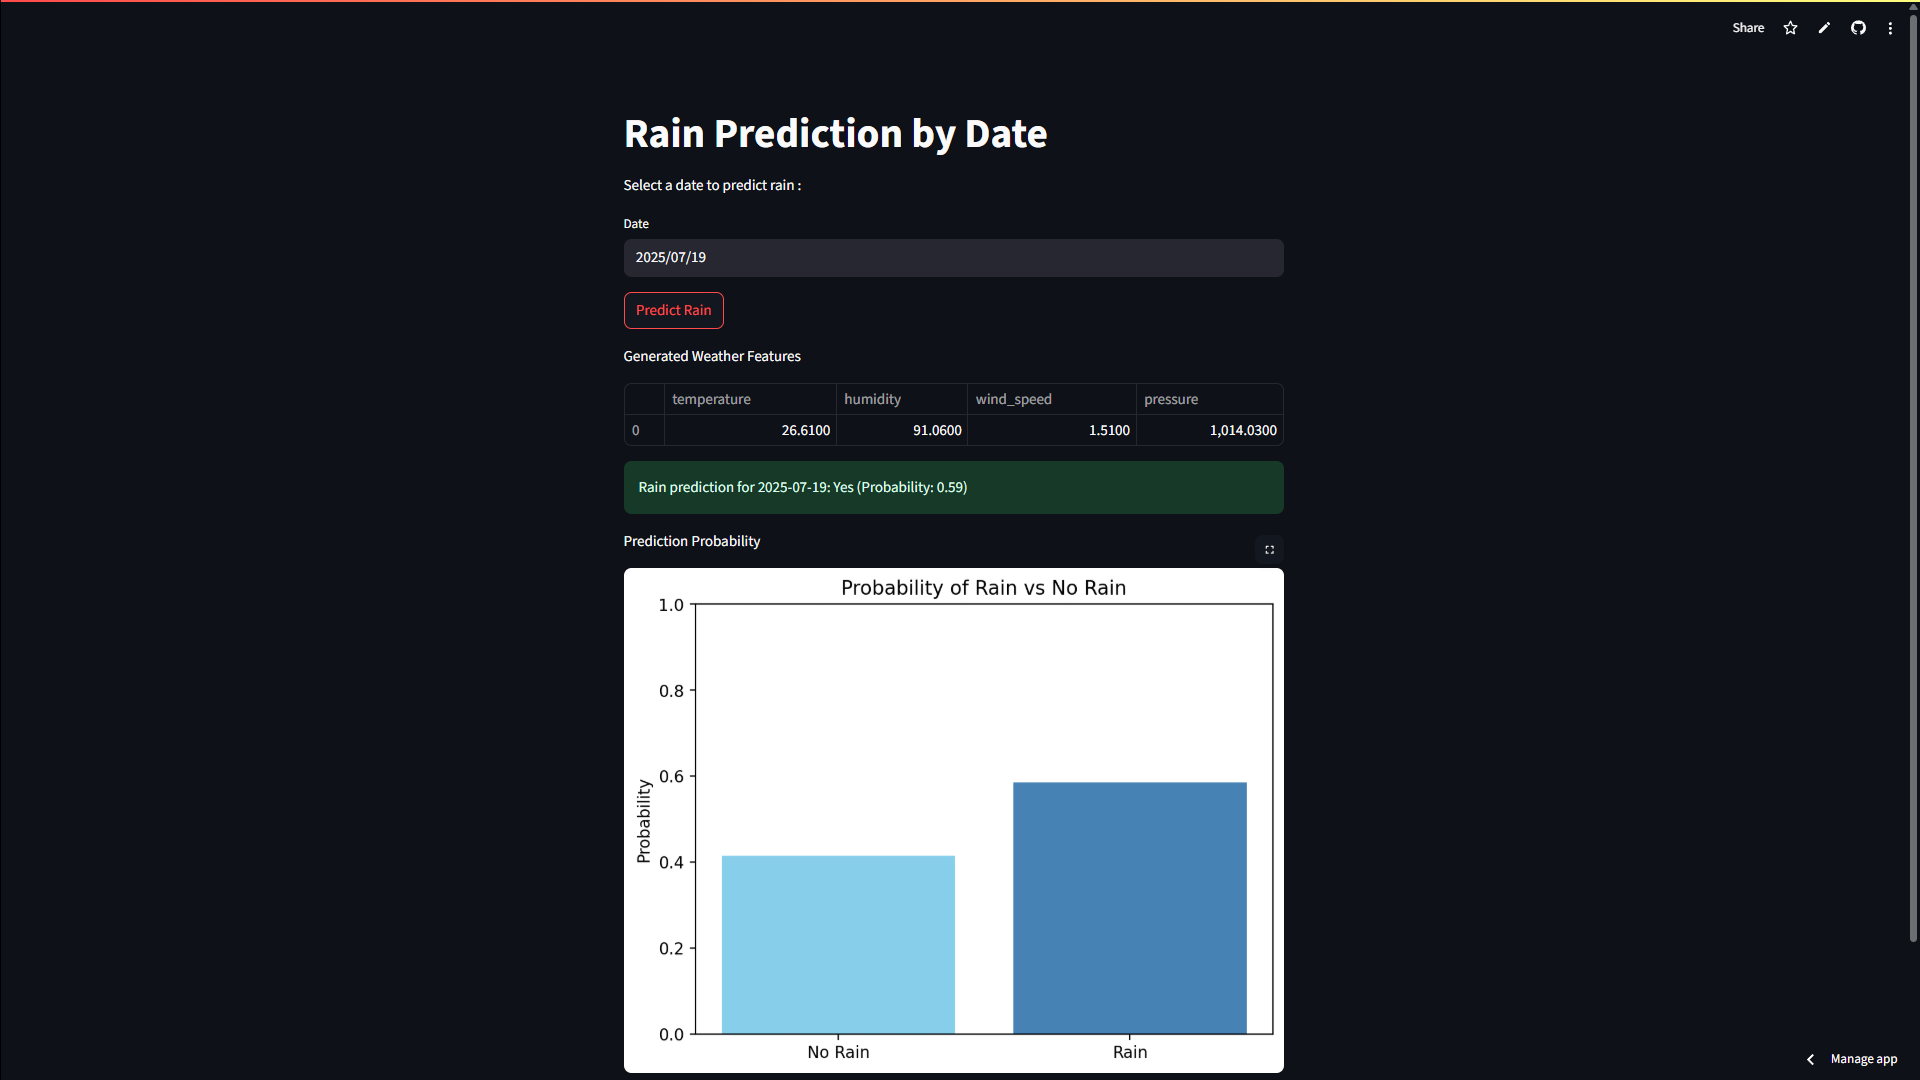 Share
Rain Prediction by Date
Select a date to predict rain :
Date
2025/07/19
Predict Rain
Generated Weather Features
temperature humidity wind_speed pressure
0 26.6100 91.0600 1.5100 1,014.0300
Rain prediction for 2025-07-19: Yes (Probability: 0.59)
Prediction Probability
Probability of Rain vs No Rain
1.0
0.8
0.6
0.4
0.2
0.0
Probability
No Rain Rain
Manage app